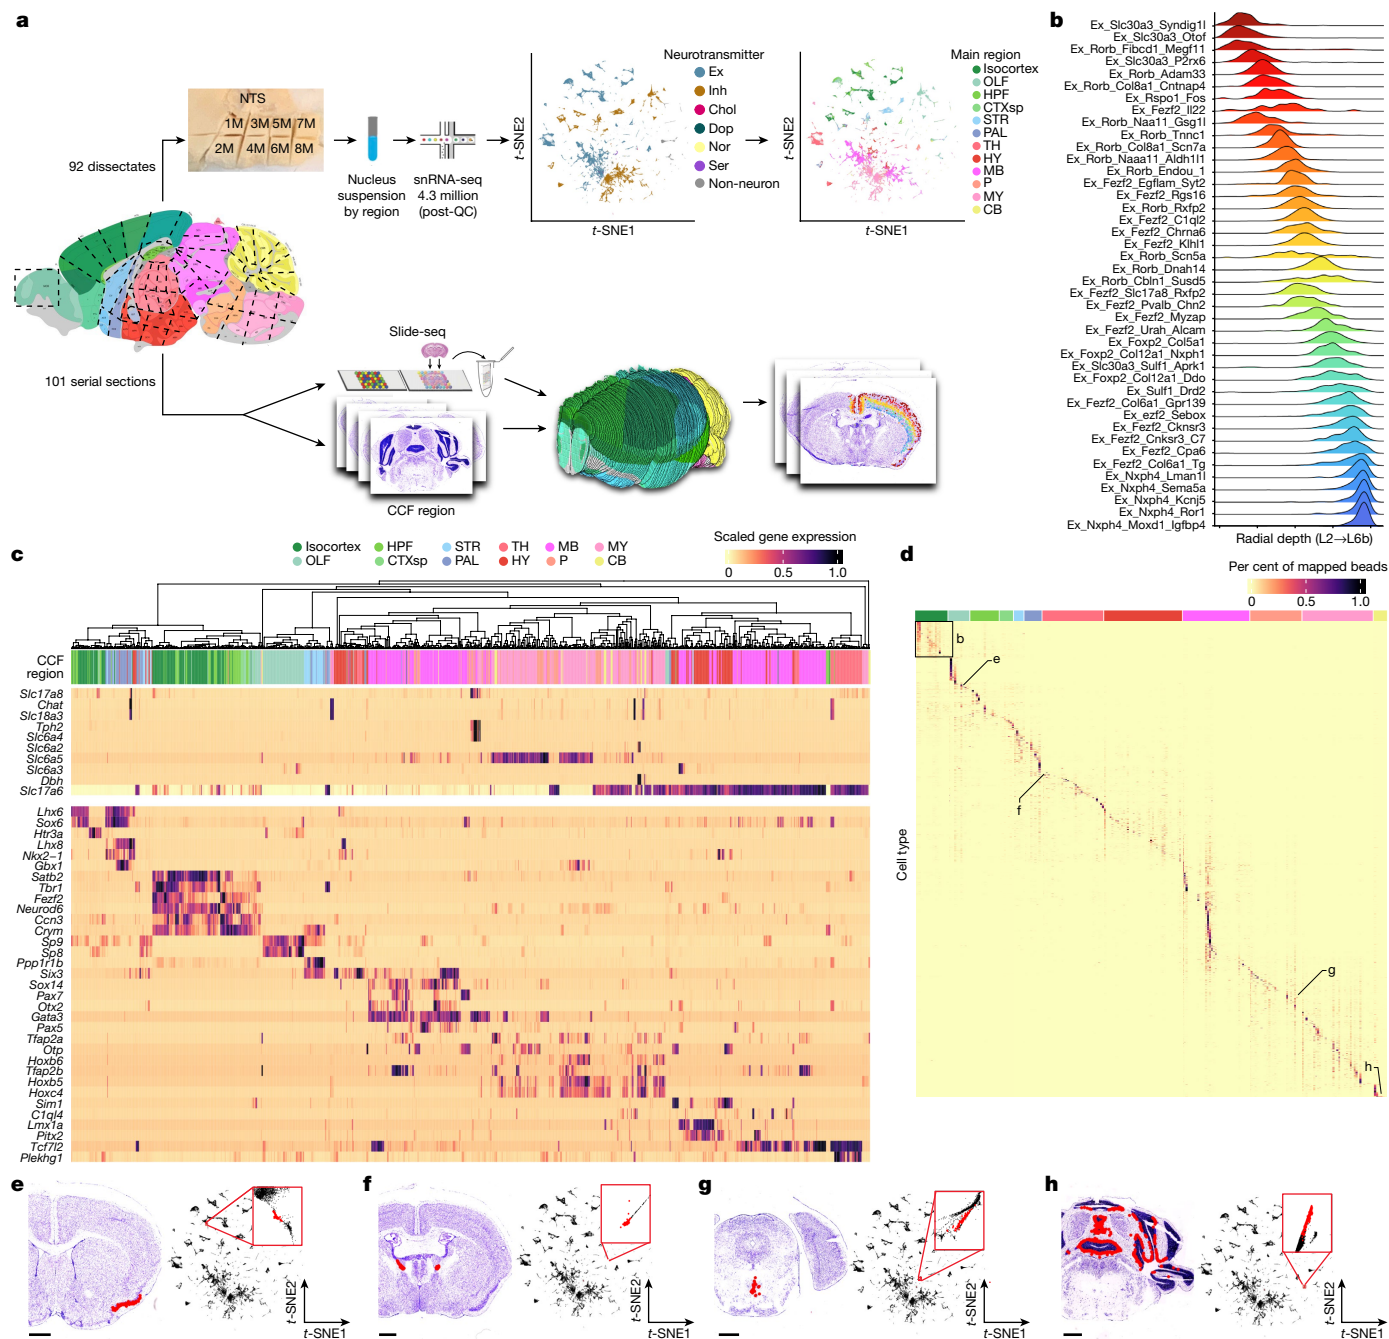 a
NTS
1M 3M 5M 7M
2M 4M 6M 8M
92 dissectates
Nucleus
suspension
by region
snRNA-seq
4.3 million
(post-QC)
t-SNE2
t-SNE1
Neurotransmitter
Ex
Inh
Chol
Dop
Nor
Ser
Non-neuron
t-SNE2
t-SNE1
Main region
Isocortex
OLF
HPF
CTXsp
STR
PAL
TH
HY
MB
P
MY
CB
101 serial sections
Slide-seq
CCF region
b
Ex_Slc30a3_Syndig1l
Ex_Slc30a3_Otof
Ex_Rorb_Fibcd1_Megf11
Ex_Slc30a3_P2rx6
Ex_Rorb_Adam33
Ex_Rorb_Col8a1_Cntnap4
Ex_Rspo1_Fos
Ex_Fezf2_Il22
Ex_Rorb_Naa11_Gsg1l
Ex_Rorb_Tnnc1
Ex_Rorb_Col8a1_Scn7a
Ex_Rorb_Naaa11_Aldh1l1
Ex_Rorb_Endou_1
Ex_Fezf2_Egflam_Syt2
Ex_Fezf2_Rgs16
Ex_Rorb_Rxfp2
Ex_Fezf2_C1ql2
Ex_Fezf2_Chrna6
Ex_Fezf2_Klhl1
Ex_Rorb_Scn5a
Ex_Rorb_Dnah14
Ex_Rorb_Cbln1_Susd5
Ex_Fezf2_Slc17a8_Rxfp2
Ex_Fezf2_Pvalb_Chn2
Ex_Fezf2_Myzap
Ex_Fezf2_Urah_Alcam
Ex_Foxp2_Col5a1
Ex_Foxp2_Col12a1_Nxph1
Ex_Slc30a3_Sulf1_Aprk1
Ex_Foxp2_Col12a1_Ddo
Ex_Sulf1_Drd2
Ex_Fezf2_Col6a1_Gpr139
Ex_ezf2_Sebox
Ex_Fezf2_Cknsr3
Ex_Fezf2_Cnksr3_C7
Ex_Fezf2_Cpa6
Ex_Fezf2_Col6a1_Tg
Ex_Nxph4_Lman1l
Ex_Nxph4_Sema5a
Ex_Nxph4_Kcnj5
Ex_Nxph4_Ror1
Ex_Nxph4_Moxd1_Igfbp4
Radial depth (L2→L6b)
c
Isocortex HPF STR TH MB MY
OLF CTXsp PAL HY P CB
Scaled gene expression
0 0.5 1.0
CCF
region
Slc17a8
Chat
Slc18a3
Tph2
Slc6a4
Slc6a2
Slc6a5
Slc6a3
Dbh
Slc17a6
Lhx6
Sox6
Htr3a
Lhx8
Nkx2−1
Gbx1
Satb2
Tbr1
Fezf2
Neurod6
Ccn3
Crym
Sp9
Sp8
Ppp1r1b
Six3
Sox14
Pax7
Otx2
Gata3
Pax5
Tfap2a
Otp
Hoxb6
Tfap2b
Hoxb5
Hoxc4
Sim1
C1ql4
Lmx1a
Pitx2
Tcf7l2
Plekhg1
d
Per cent of mapped beads
0 0.5 1.0
Cell type
b
e
f
g
h
e
t-SNE2
t-SNE1
f
t-SNE2
t-SNE1
g
t-SNE2
t-SNE1
h
t-SNE2
t-SNE1